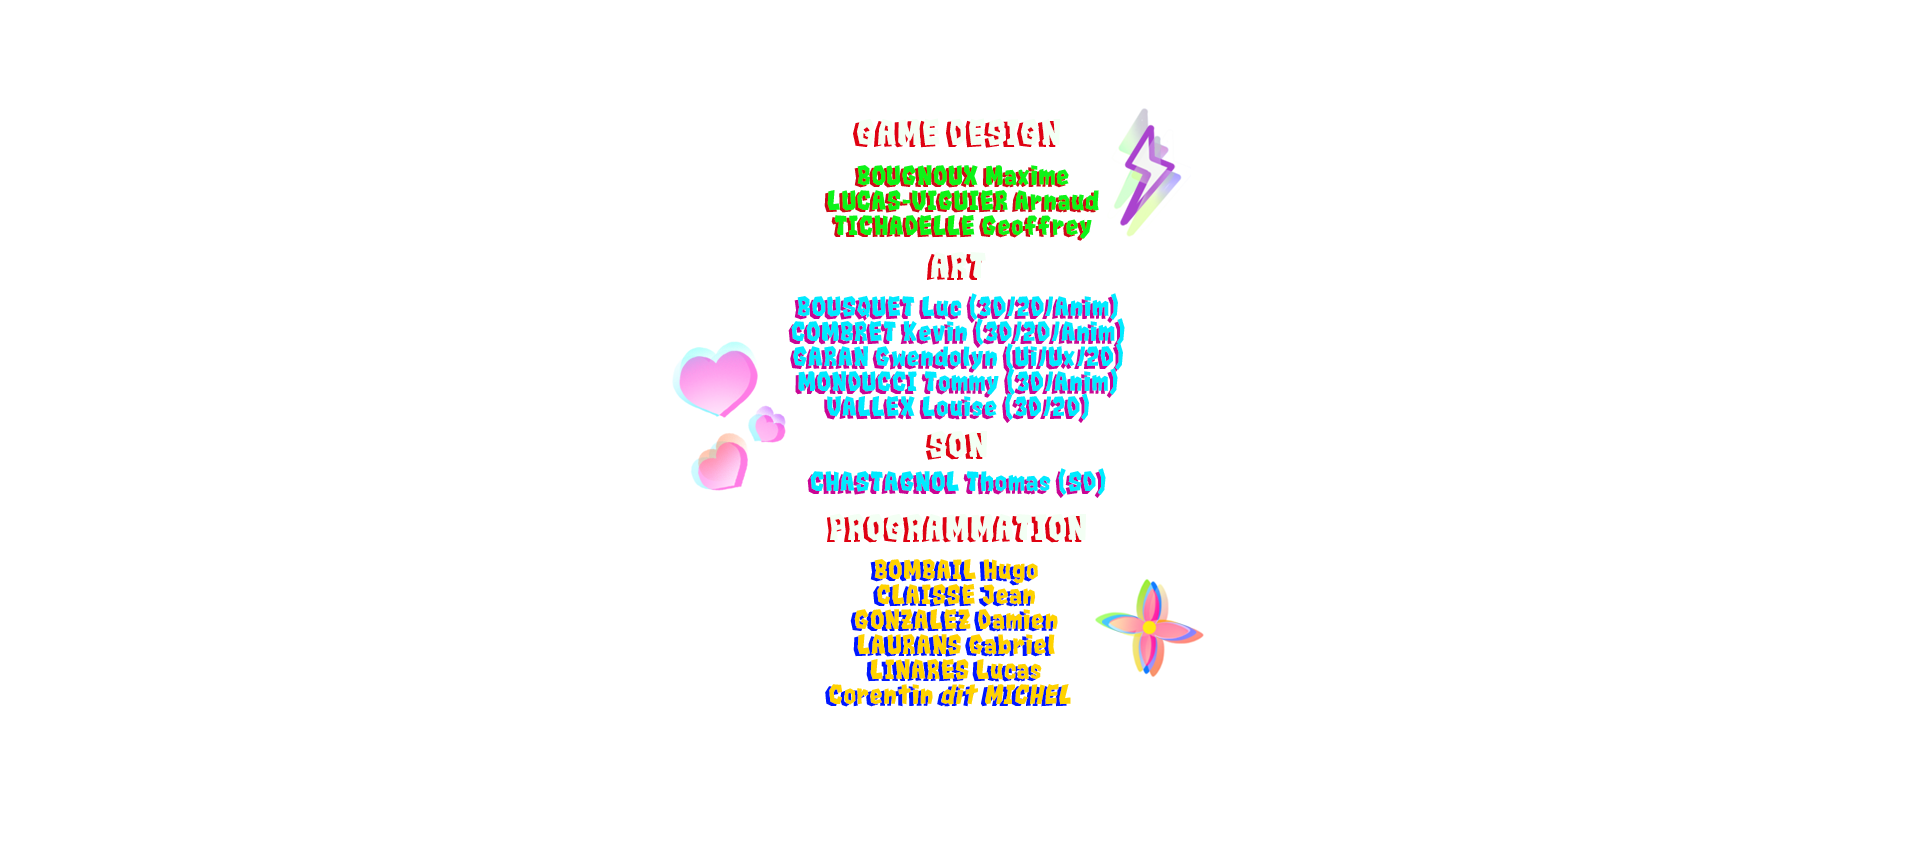 GAME DESIGN
BOUGNOUX Maxime
LUCAS-VIGUIER Arnaud
TICHADELLE Geoffrey
ART
BOUSQUET Luc (3D/2D/Anim)
COMBRET Kevin (3D/2D/Anim)
GARAN Gwendolyn (Ui/Ux/2D)
MONDUCCI Tommy (3D/Anim)
VALLEX Louise (3D/2D)
SON
CHASTAGNOL Thomas (SD)
PROGRAMMATION
BOMBAIL Hugo
CLAISSE Jean
GONZALEZ Damien
LAURANS Gabriel
LINARES Lucas
Corentin dit MICHEL